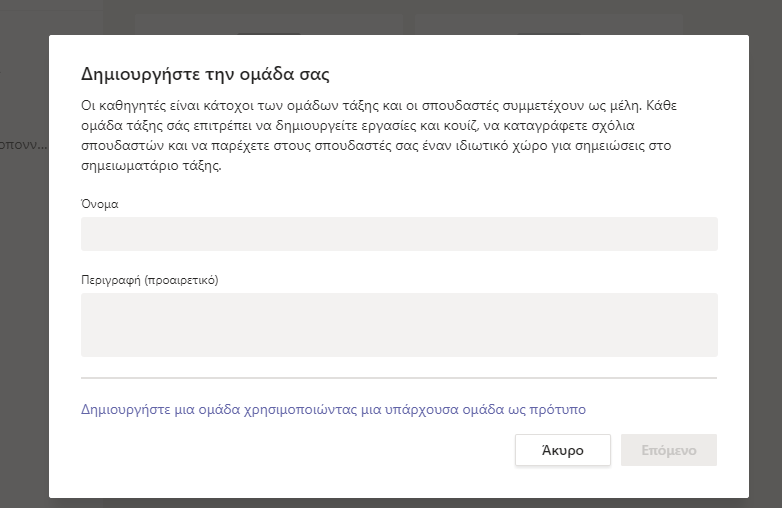 Δημιουργήστε την ομάδα σας
Οι καθηγητές είναι κάτοχοι των ομάδων τάξης και οι σπουδαστές συμμετέχουν ως μέλη. Κάθε
ομάδα τάξης σάς επιτρέπει να δημιουργείτε εργασίες και κουίζ, να καταγράφετε σχόλια
σπουδαστών και να παρέχετε στους σπουδαστές σας έναν ιδιωτικό χώρο για σημειώσεις στο
σημειωματάριο τάξης.
Όνομα
Περιγραφή (προαιρετικό)
Δημιουργήστε μια ομάδα χρησιμοποιώντας μια υπάρχουσα ομάδα ως πρότυπο
Άκυρο
Επόμενο